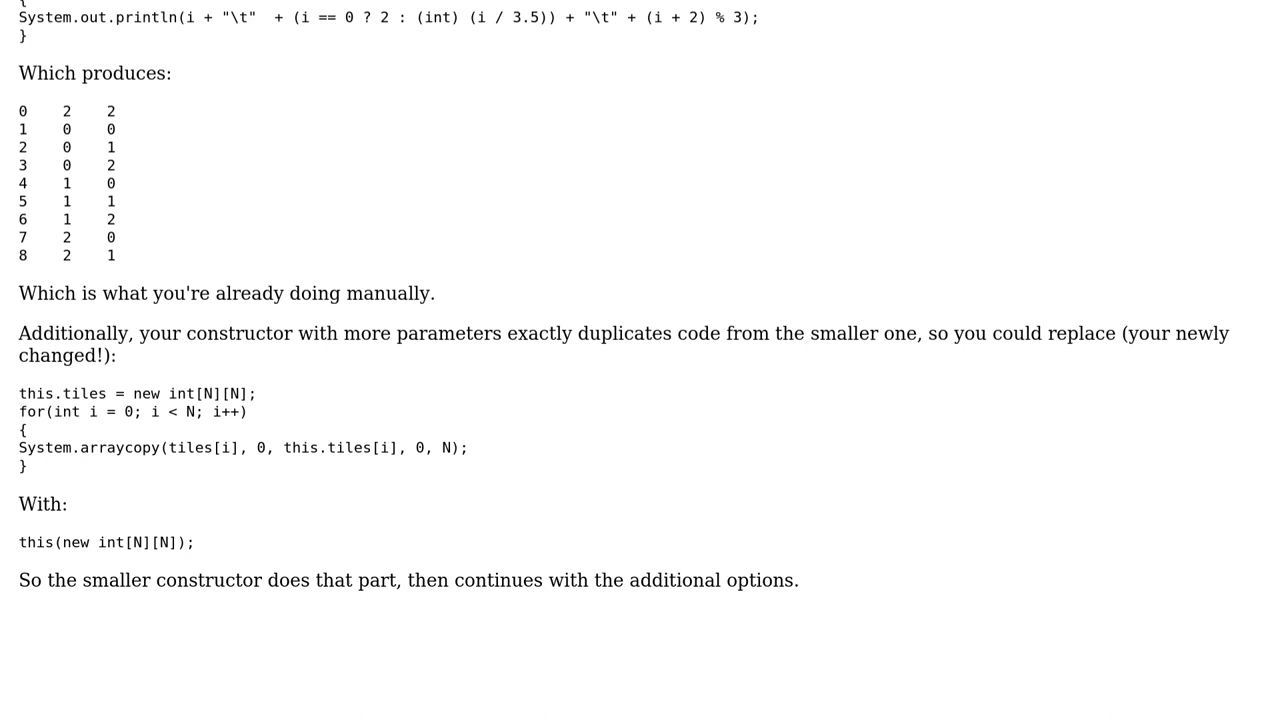 {
System.out.println(i + "\t"  + (i == 0 ? 2 : (int) (i / 3.5)) + "\t" + (i + 2) % 3);
}
Which produces:
0    2    2
1    0    0
2    0    1
3    0    2
4    1    0
5    1    1
6    1    2
7    2    0
8    2    1
Which is what you're already doing manually.
Additionally, your constructor with more parameters exactly duplicates code from the smaller one, so you could replace (your newly
changed!):
this.tiles = new int[N][N];
for(int i = 0; i < N; i++)
{
System.arraycopy(tiles[i], 0, this.tiles[i], 0, N);
}
With:
this(new int[N][N]);
So the smaller constructor does that part, then continues with the additional options.